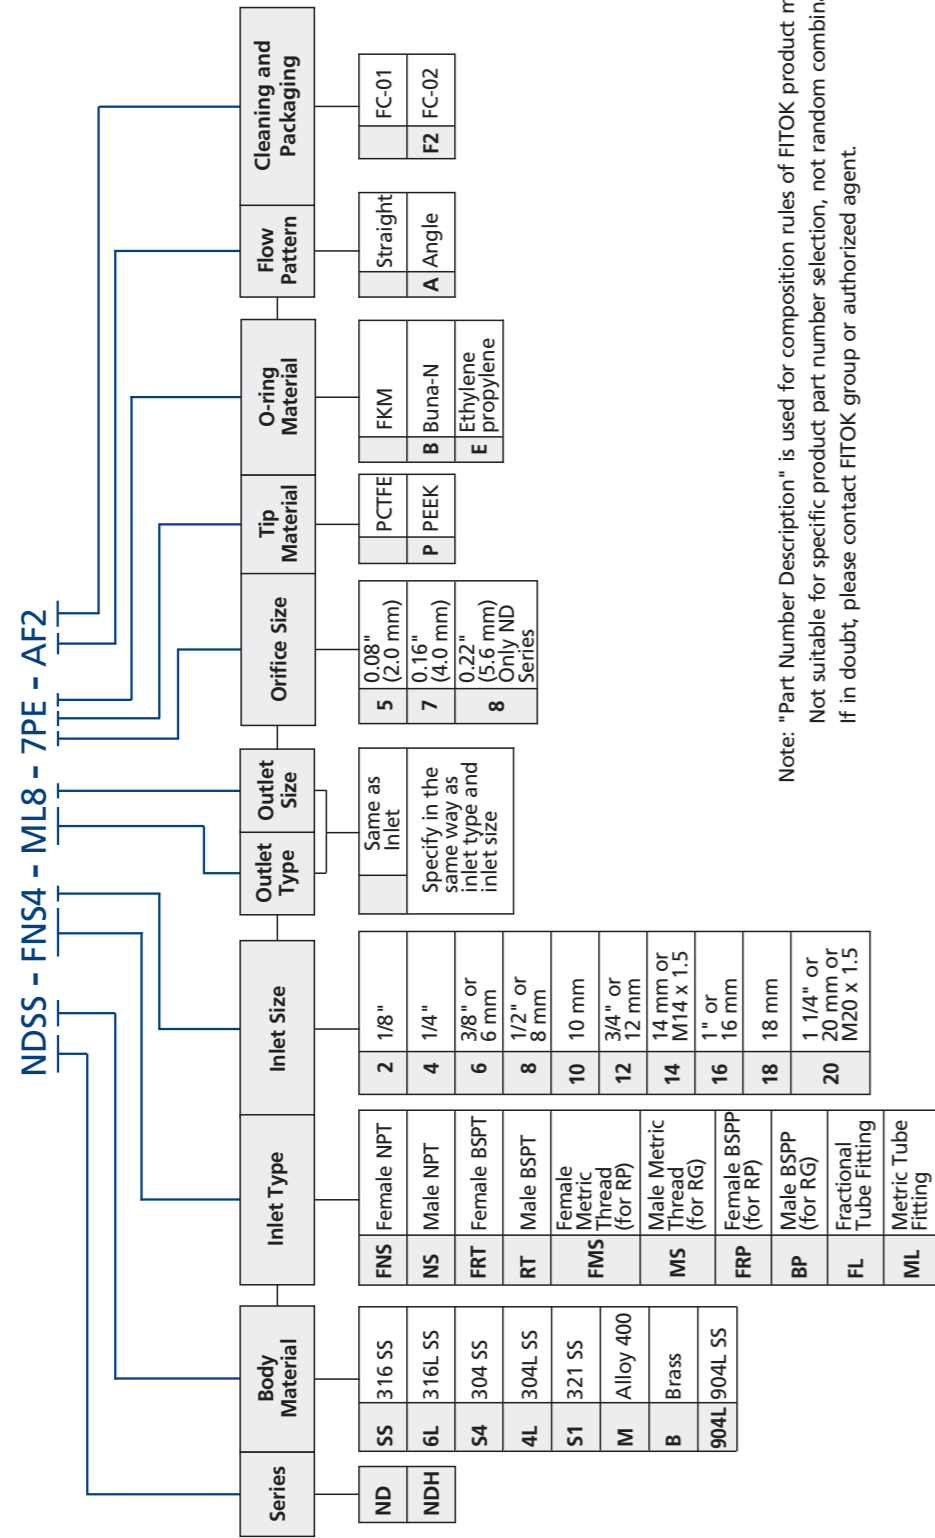 NDSS - FNS4 - ML8 - 7PE - AF2
Series
ND
NDH
Body
Material
SS 316 SS
6L 316L SS
S4 304 SS
4L 304L SS
S1 321 SS
M Alloy 400
B Brass
904L 904L SS
Inlet Type
FNS Female NPT
NS Male NPT
FRT Female BSPT
RT Male BSPT
FMS Female
Metric
Thread
(for RP)
MS Male Metric
Thread
(for RG)
FRP Female BSPP
(for RP)
BP Male BSPP
(for RG)
FL Fractional
Tube Fitting
ML Metric Tube
Fitting
Inlet Size
2 1/8"
4 1/4"
6 3/8" or
6 mm
8 1/2" or
8 mm
10 10 mm
12 3/4" or
12 mm
14 14 mm or
M14 x 1.5
16 1" or
16 mm
18 18 mm
20 1 1/4" or
20 mm or
M20 x 1.5
Outlet
Type
Outlet
Size
Same as
Inlet
Specify in the
same way as
inlet type and
inlet size
Orifice Size
5 0.08"
(2.0 mm)
7 0.16"
(4.0 mm)
8 0.22"
(5.6 mm)
Only ND
Series
Tip
Material
PCTFE
P PEEK
O-ring
Material
FKM
B Buna-N
E Ethylene
propylene
Flow
Pattern
Straight
A Angle
Cleaning and
Packaging
FC-01
F2 FC-02
Note: "Part Number Description" is used for composition rules of FITOK product
Not suitable for specific product part number selection, not random
If in doubt, please contact FITOK group or authorized agent.